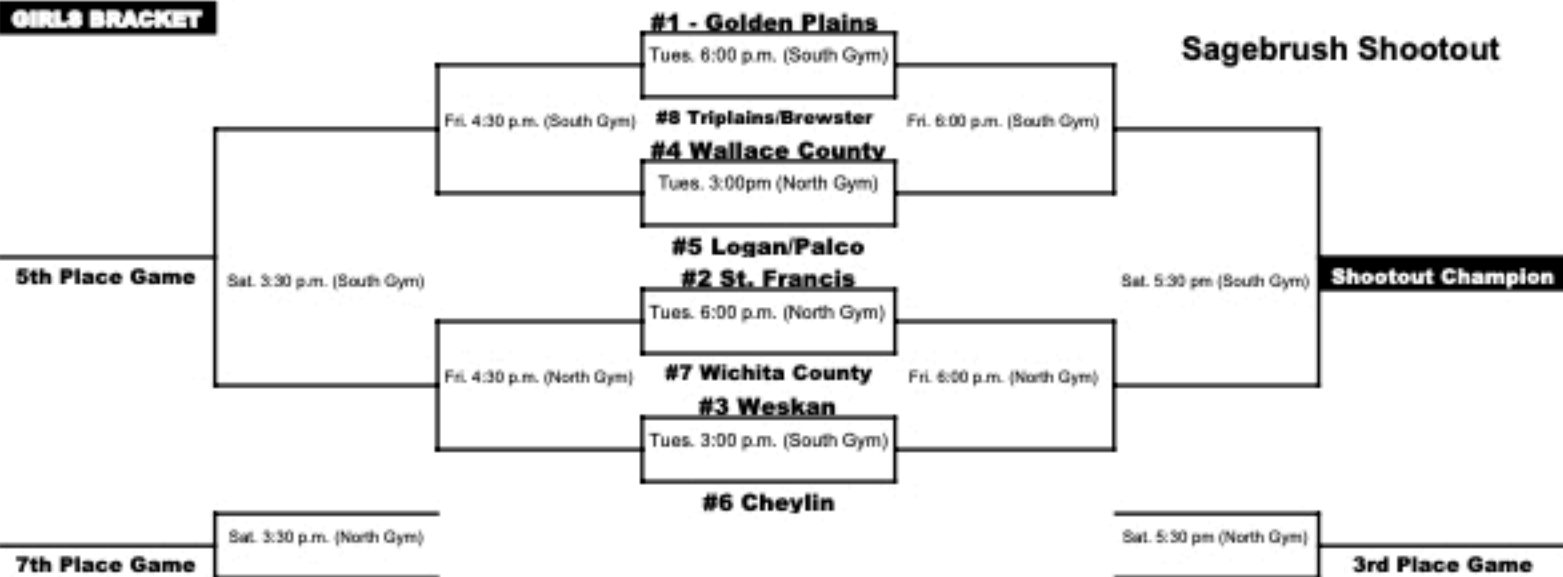 GIRLS BRACKET
#1 - Golden Plains
Sagebrush Shootout
Tues. 6:00 p.m. (South Gym)
Fri. 4:30 p.m. (South Gym)
#8 Triplains/Brewster
Fri. 6:00 p.m. (South Gym)
#4 Wallace County
Tues. 3:00pm (North Gym)
#5 Logan/Palco
5th Place Game
Sat. 3:30 p.m. (South Gym)
#2 St. Francis
Sat. 5:30 pm (South Gym)
Shootout Champion
Tues. 6:00 p.m. (North Gym)
Fri. 4:30 p.m. (North Gym)
#7 Wichita County
Fri. 6:00 p.m. (North Gym)
#3 Weskan
Tues. 3:00 p.m. (South Gym)
#6 Cheylin
Sat. 3:30 p.m. (North Gym)
Sat. 5:30 pm (North Gym)
7th Place Game
3rd Place Game